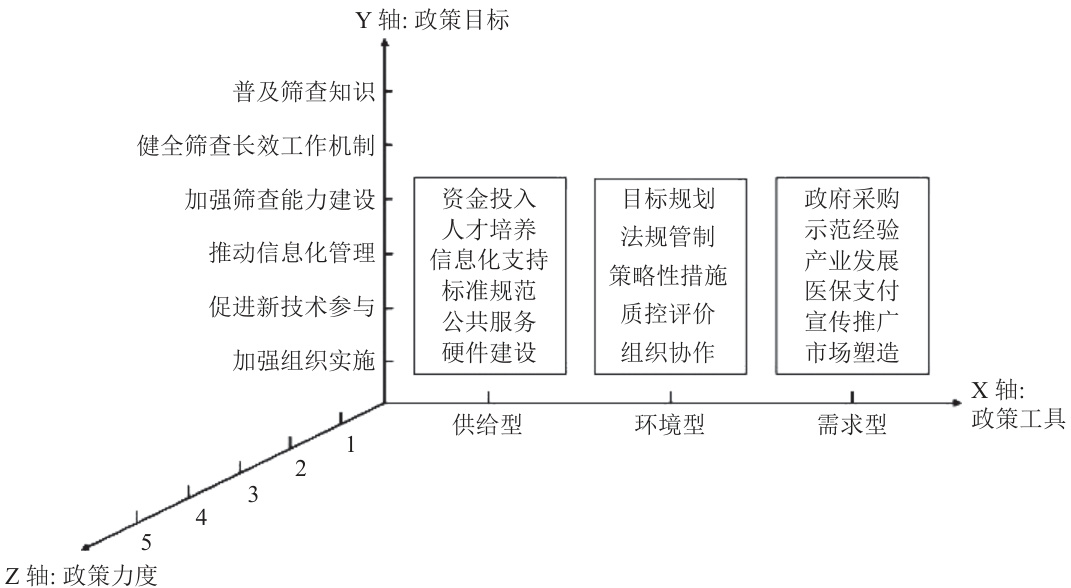 Y 轴: 政策目标
普及筛查知识
健全筛查长效工作机制
加强筛查能力建设
推动信息化管理
促进新技术参与
加强组织实施
资金投入
人才培养
信息化支持
标准规范
公共服务
硬件建设
目标规划
法规管制
策略性措施
质控评价
组织协作
政府采购
示范经验
产业发展
医保支付
宣传推广
市场塑造
供给型
环境型
需求型
X 轴:
政策工具
1
2
3
4
5
Z 轴: 政策力度